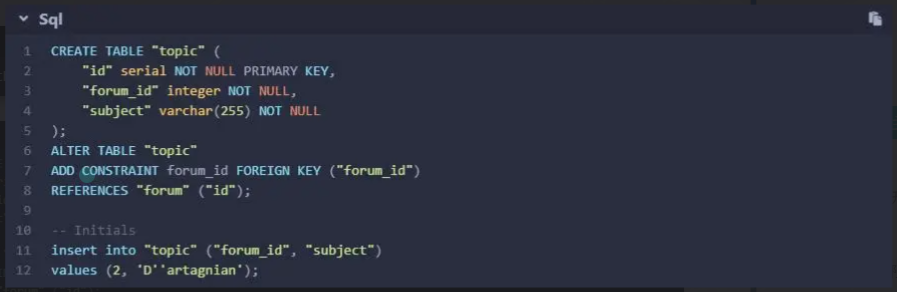 Sql
1 CREATE TABLE "topic" (
2 "id" serial NOT NULL PRIMARY KEY,
3 "forum_id" integer NOT NULL,
4 "subject" varchar(255) NOT NULL
5 );
6 ALTER TABLE "topic"
7 ADD CONSTRAINT forum_id FOREIGN KEY ("forum_id")
8 REFERENCES "forum" ("id");
9
10 -- Initials
11 insert into "topic" ("forum_id", "subject")
12 values (2, 'D''artagnian');